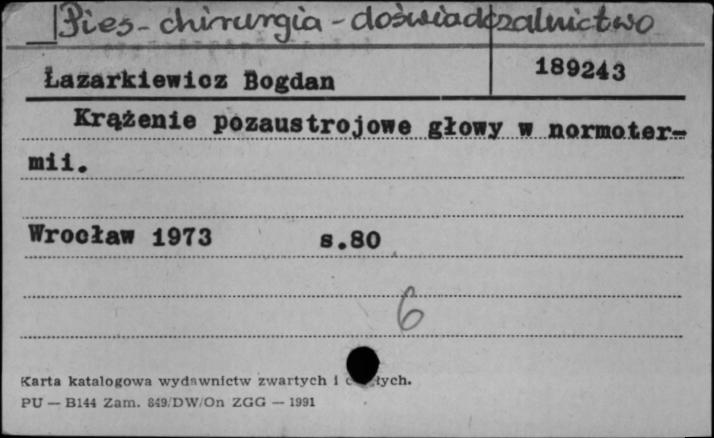 Pies - chirurgia - doświadczalnictwo
Łazarkiewicz Bogdan 189243
Krążenie pozaustrojowe głowy w normoter-
mii.
Wrocław 1973 s.80
6
Karta katalogowa wydawnictw zwartych i
PU — B144 Zam. 849/DW/On ZGG — 1991